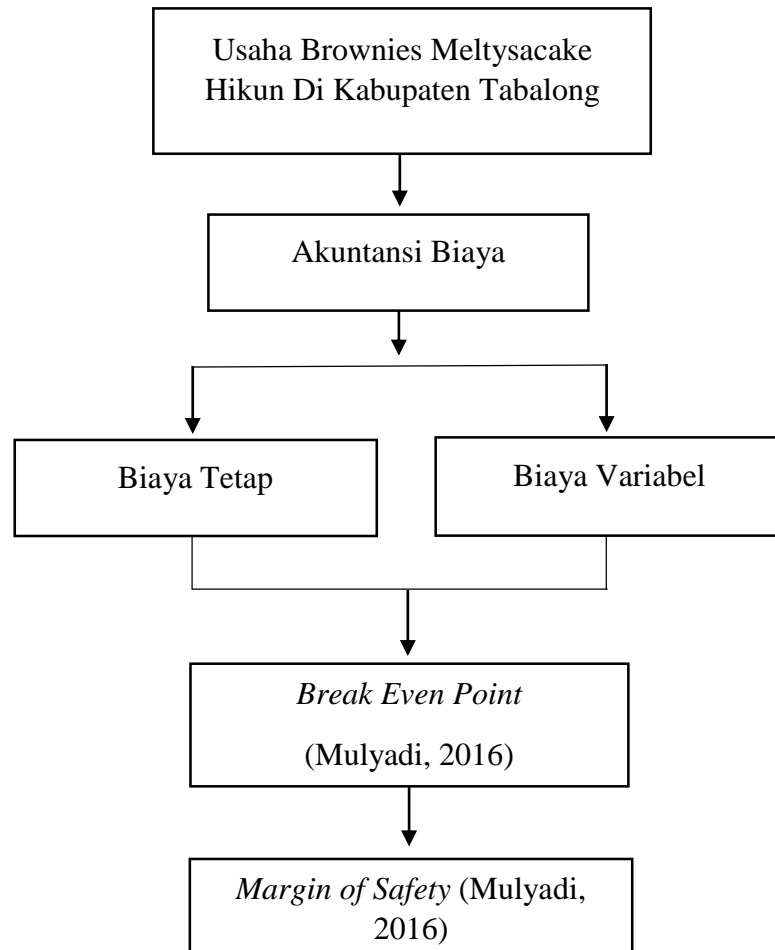 Usaha Brownies Meltysacake
Hikun Di Kabupaten Tabalong
Akuntansi Biaya
Biaya Tetap
Biaya Variabel
Break Even Point
(Mulyadi, 2016)
Margin of Safety (Mulyadi,
2016)